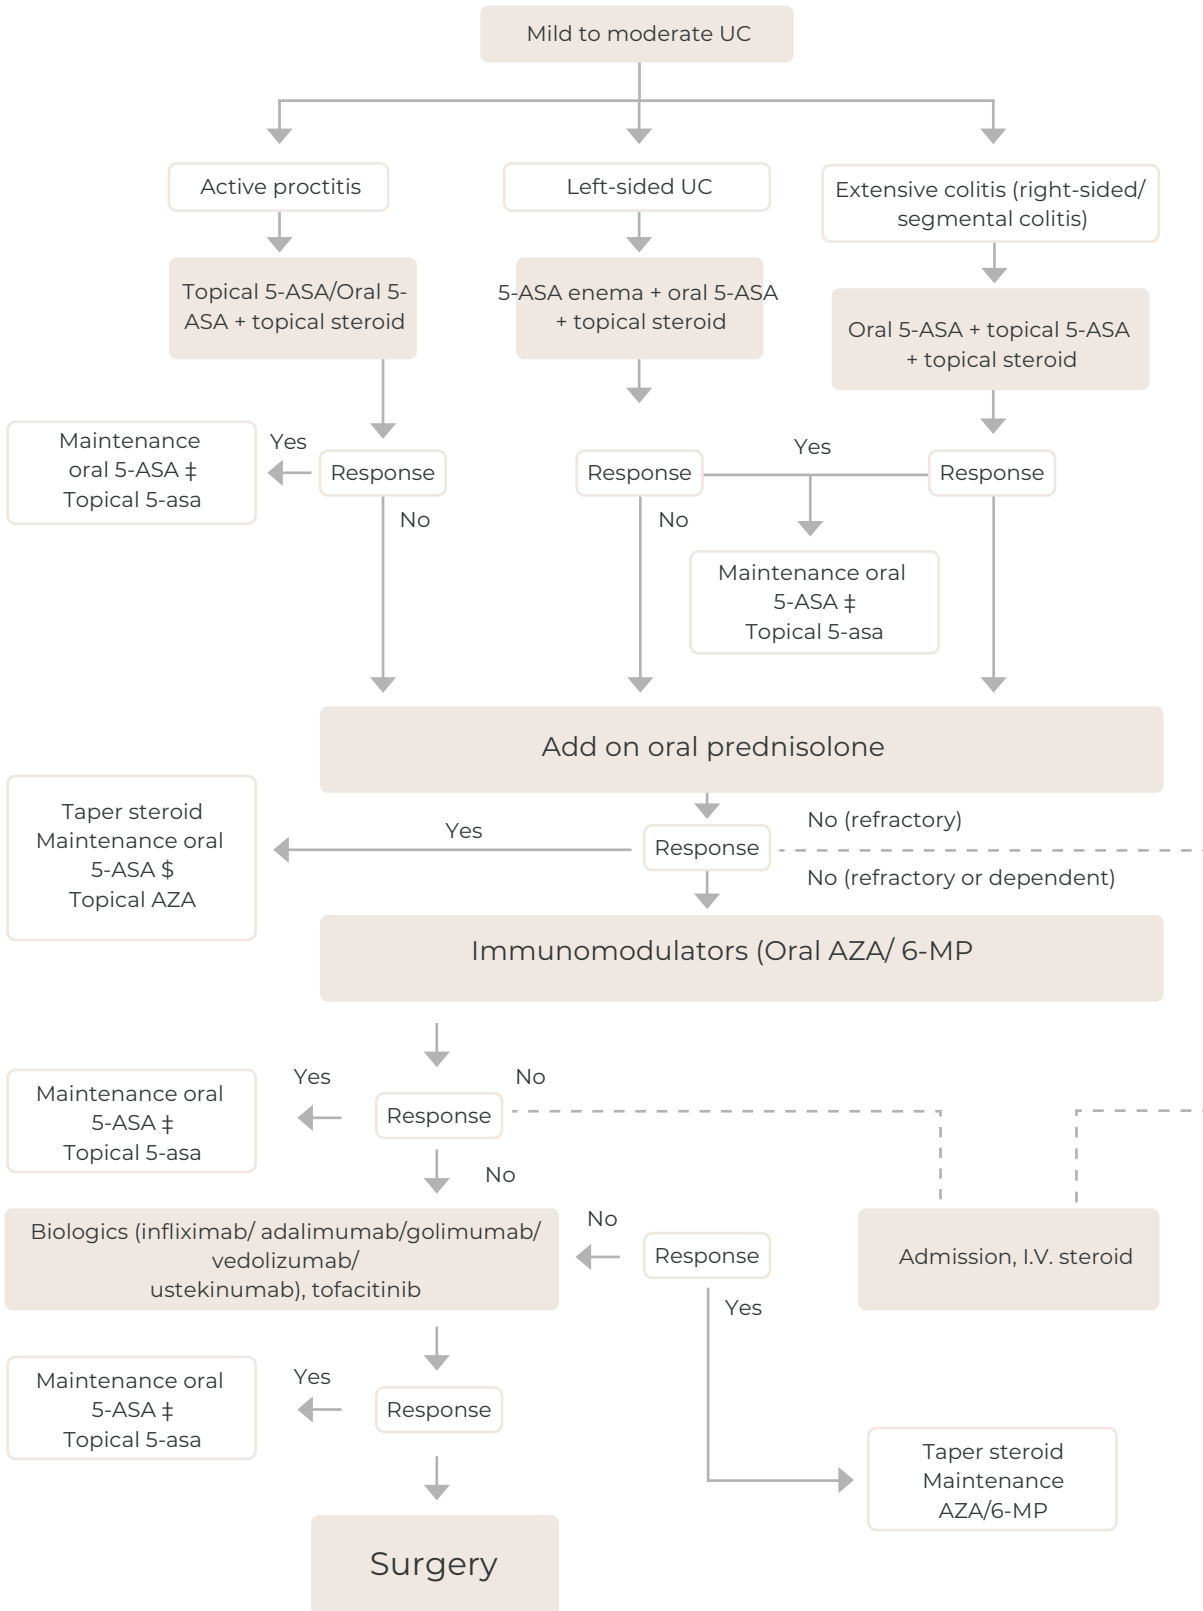 Mild to moderate UC
Active proctitis
Left-sided UC
Extensive colitis (right-sided/
segmental colitis)
Topical 5-ASA/Oral 5-
ASA + topical steroid
5-ASA enema + oral 5-ASA
+ topical steroid
Oral 5-ASA + topical 5-ASA
+ topical steroid
Maintenance
oral 5-ASA ‡
Topical 5-asa
Yes
Response
No
Response
Yes
Response
No
Maintenance oral
5-ASA ‡
Topical 5-asa
Add on oral prednisolone
Taper steroid
Maintenance oral
5-ASA $
Topical AZA
Yes
Response
No (refractory)
No (refractory or dependent)
Immunomodulators (Oral AZA/ 6-MP
Maintenance oral
5-ASA ‡
Topical 5-asa
Yes
Response
No
No
Biologics (infliximab/ adalimumab/golimumab/
vedolizumab/
ustekinumab), tofacitinib
No
Response
Yes
Admission, I.V. steroid
Maintenance oral
5-ASA ‡
Topical 5-asa
Yes
Response
Taper steroid
Maintenance
AZA/6-MP
Surgery